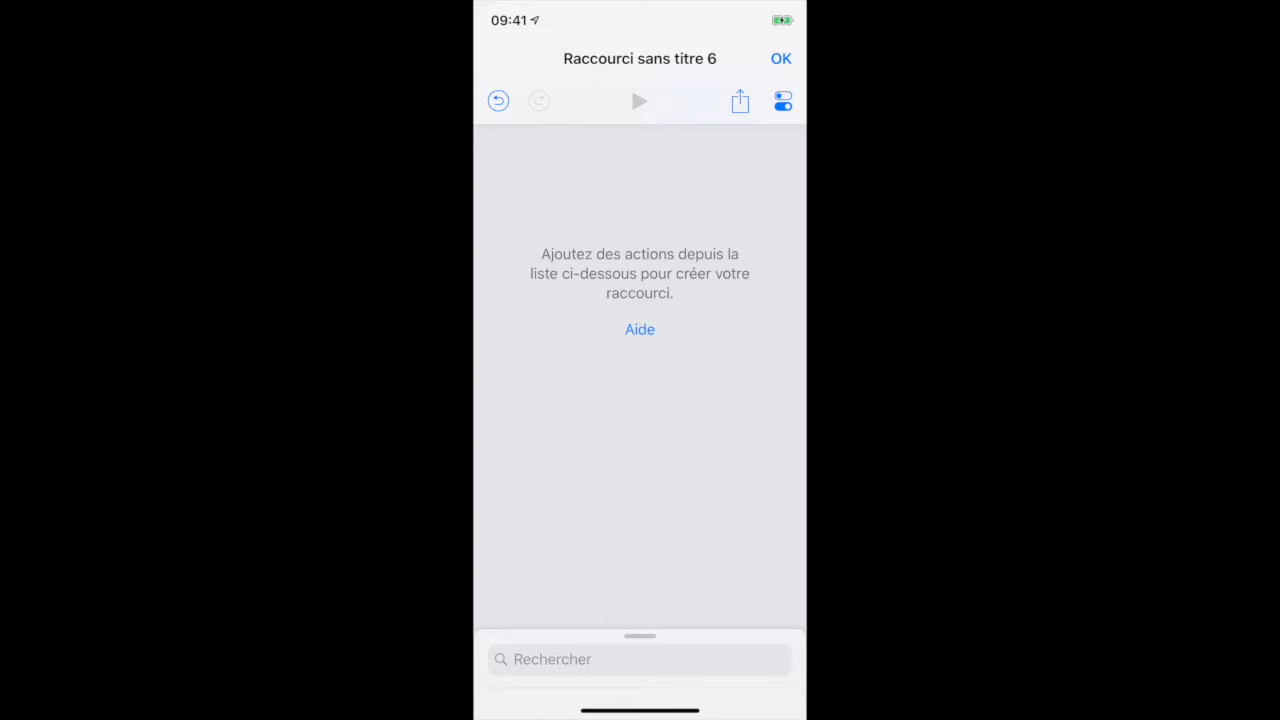 09:41
Raccourci sans titre 6
OK
Ajoutez des actions depuis la
liste ci-dessous pour créer votre
raccourci.
Aide
Rechercher